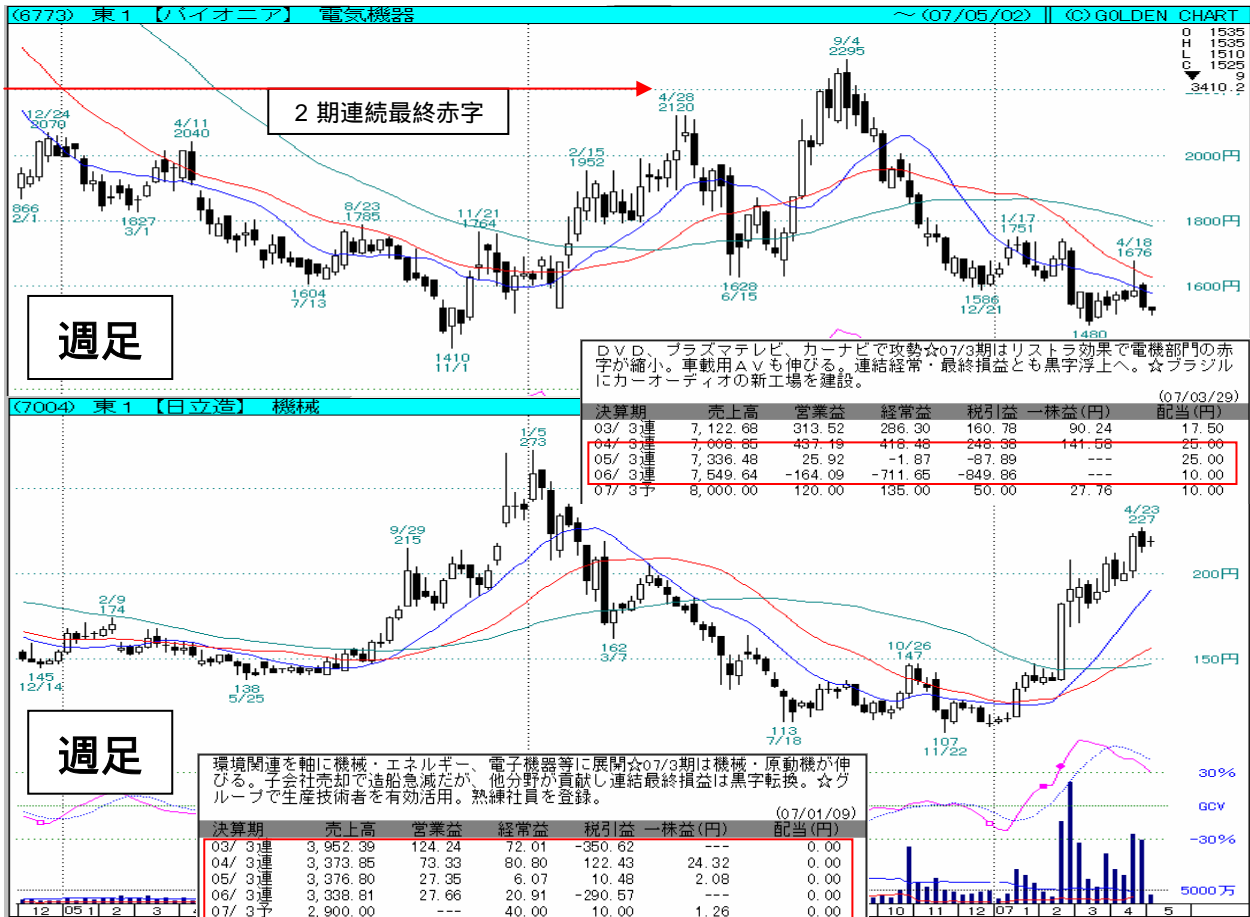 (6773) 東1 【パイオニア】 電気機器 ～(07/05/02) (C)GOLDEN CHART
O 1535
H 1535
L 1510
C 1525
▼ 9
3410.2
2期連続最終赤字
12/24
2070
4/11
2040
866
2/1
1827
3/1
8/23
1785
1604
7/13
11/21
1764
1410
11/1
2/15
1952
4/28
2120
9/4
2295
1628
6/15
1586
12/21
1/17
1751
4/18
1676
1480
2000円
1800円
1600円
週足
DVD、プラズマテレビ、カーナビで攻勢☆07/3期はリストラ効果で電機部門の赤
字が縮小。車載用AVも伸びる。連結経常・最終損益とも黒字浮上へ。☆ブラジル
にカーオーディオの新工場を建設。
(07/03/29)
決算期 売上高 営業益 経常益 税引益 一株益(円) 配当(円)
03/ 3連 7,122.68 313.52 286.30 160.78 90.24 17.50
04/ 3連 7,008.85 437.19 418.48 248.38 141.58 25.00
05/ 3連 7,336.48 25.92 -1.87 -87.89 --- 25.00
06/ 3連 7,549.64 -164.09 -711.65 -849.86 --- 10.00
07/ 3予 8,000.00 120.00 135.00 50.00 27.76 10.00
(7004) 東1 【日立造】 機械
145
12/14
2/9
174
138
5/25
9/29
215
1/5
273
162
3/7
113
7/18
10/26
147
107
11/22
4/23
227
200円
150円
30%
GCV
-30%
5000万
週足
環境関連を軸に機械・エネルギー、電子機器等に展開☆07/3期は機械・原動機が伸
びる。子会社売却で造船急減だが、他分野が貢献し連結最終損益は黒字転換。☆グ
ループで生産技術者を有効活用。熟練社員を登録。
(07/01/09)
決算期 売上高 営業益 経常益 税引益 一株益(円) 配当(円)
03/ 3連 3,952.39 124.24 72.01 -350.62 --- 0.00
04/ 3連 3,373.85 73.33 80.80 122.43 24.32 0.00
05/ 3連 3,376.80 27.35 6.07 10.48 2.08 0.00
06/ 3連 3,338.81 27.66 20.91 -290.57 --- 0.00
07/ 3予 2,900.00 --- 40.00 10.00 1.26 0.00
12 05 1 2 3 10 11 12 07 1 2 3 4 5